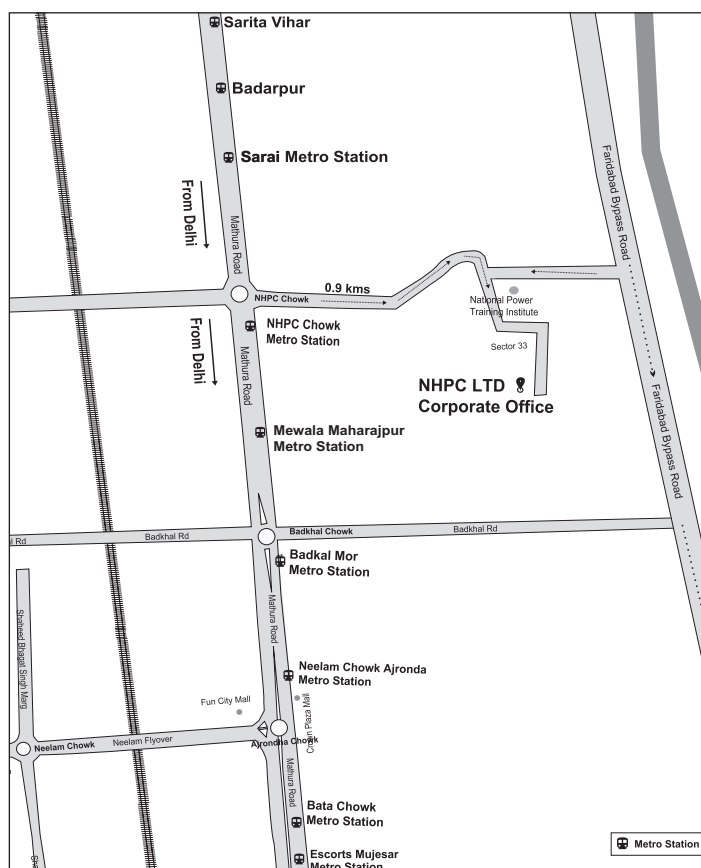 Sarita Vihar
Badarpur
Sarai Metro Station
From Delhi
Mathura Road
Faridabad Bypass Road
0.9 kms
NHPC Chowk
National Power
Training Institute
NHPC Chowk
Metro Station
From Delhi
Mathura Road
Sector 33
NHPC LTD
Corporate Office
Faridabad Bypass Road
Mewala Maharajpur
Metro Station
Rd
Badkhal Rd
Badkhal Chowk
Badkhal Rd
Badkal Mor
Metro Station
Mathura Road
Shaheed Bhagat Singh Marg
Neelam Chowk Ajronda
Metro Station
Fun City Mall
Crown Plaza Mall
Neelam Chowk
Neelam Flyover
Ajrondha Chowk
Mathura Road
Bata Chowk
Metro Station
Metro Station
Escorts Mujesar
Metro Station